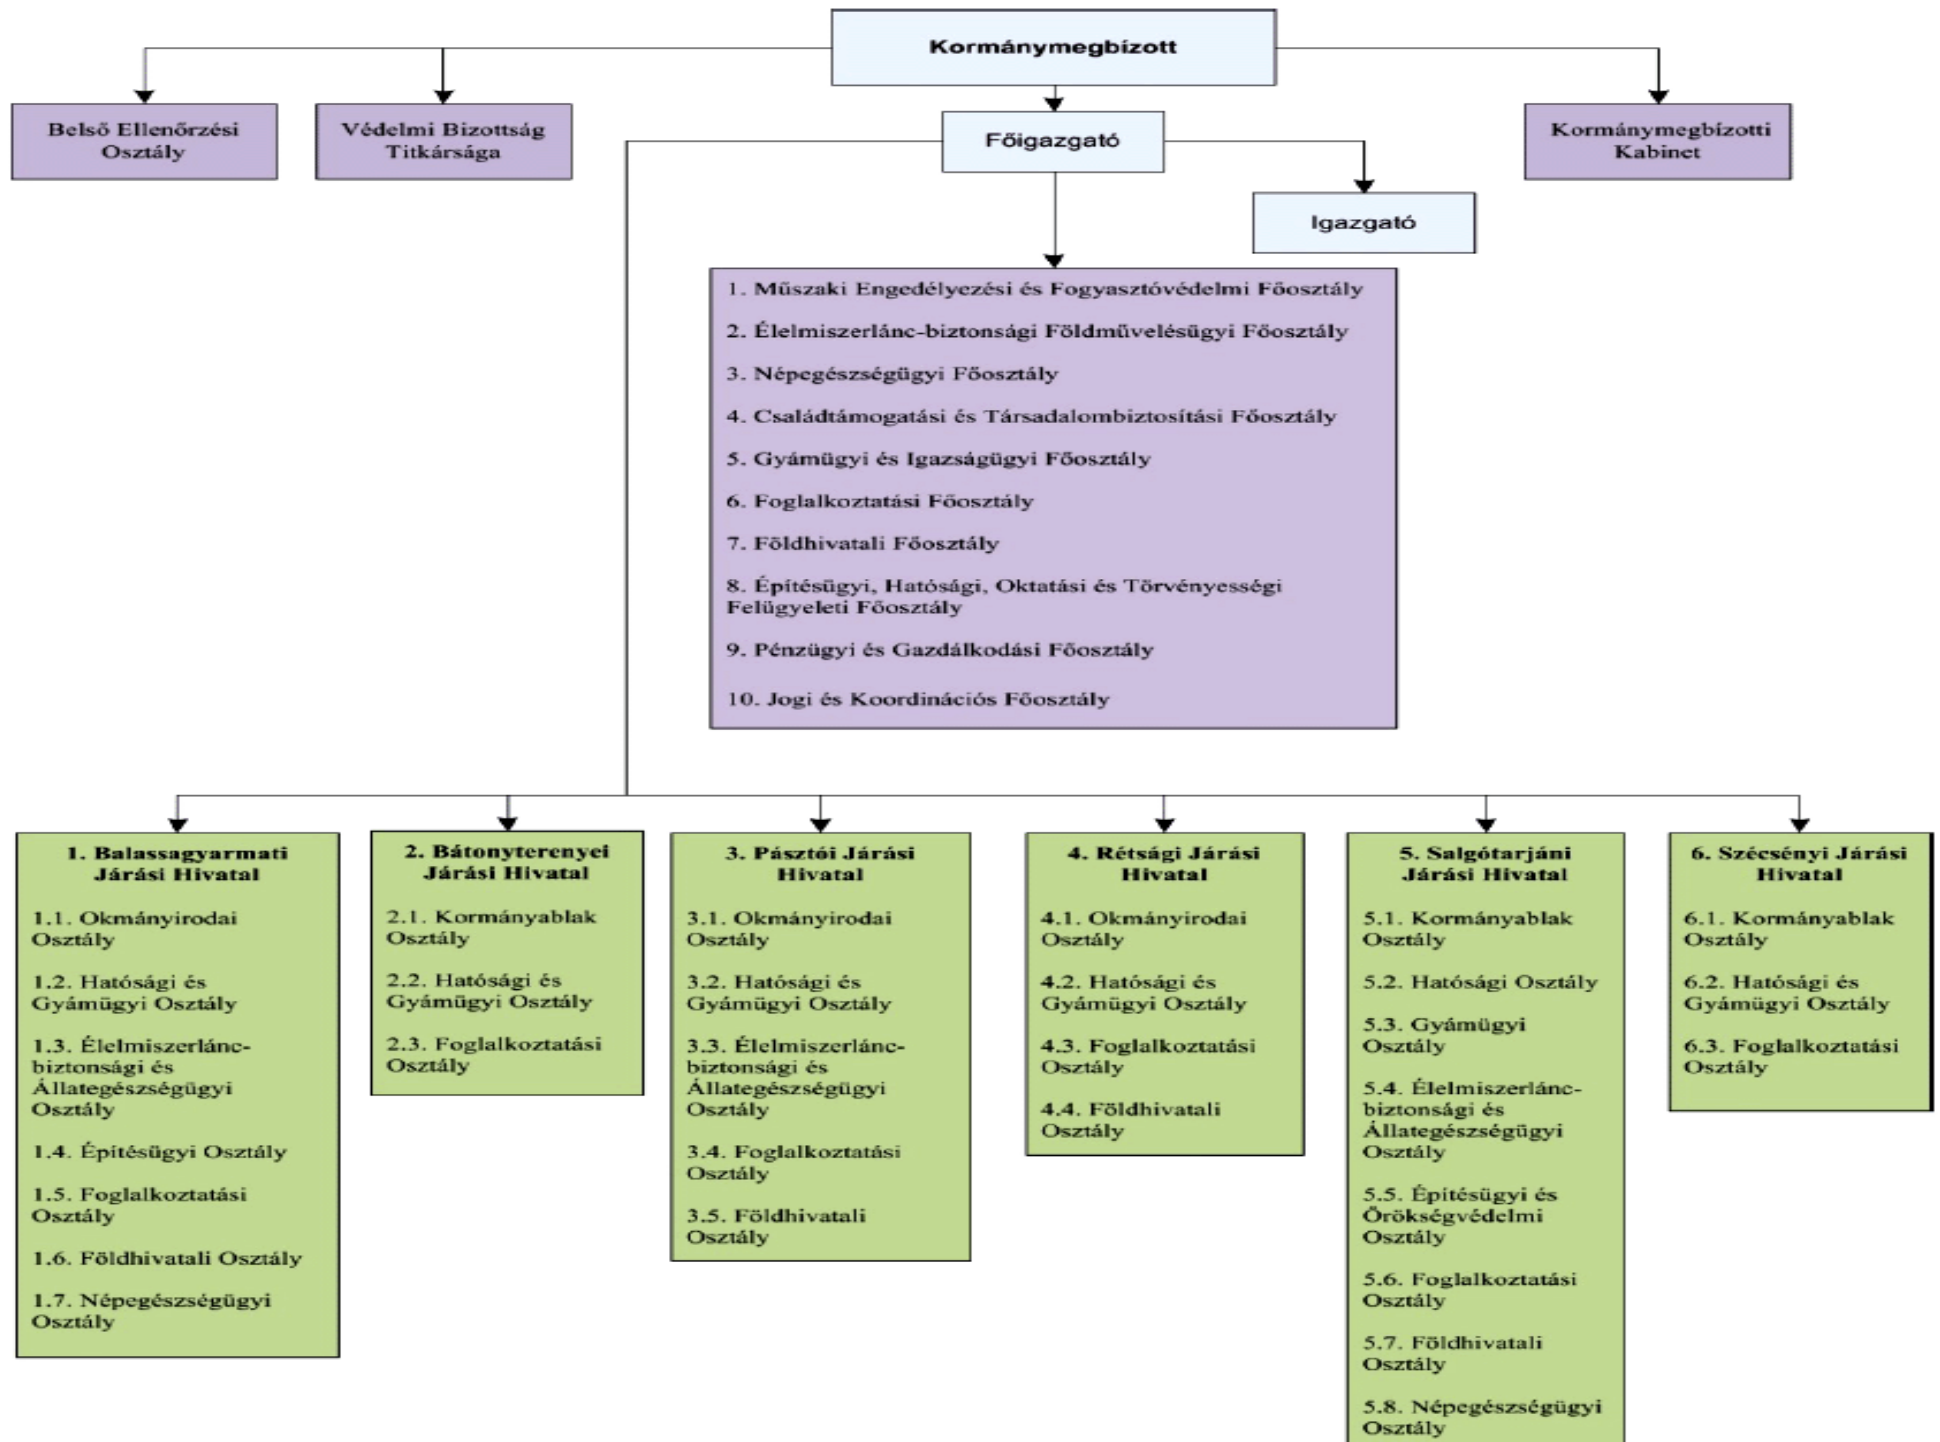 Kormánymegbízott
Belső Ellenőrzési
Osztály
Védelmi Bizottság
Titkársága
Főigazgató
Kormánymegbízotti
Kabinet
Igazgató
1. Műszaki Engedélyezési és Fogyasztóvédelmi Főosztály
2. Élelmiszerlánc-biztonsági Földművelésügyi Főosztály
3. Népegészségügyi Főosztály
4. Családtámogatási és Társadalombiztosítási Főosztály
5. Gyámügyi és Igazságügyi Főosztály
6. Foglalkoztatási Főosztály
7. Földhivatali Főosztály
8. Építésügyi, Hatósági, Oktatási és Törvényességi
Felügyeleti Főosztály
9. Pénzügyi és Gazdálkodási Főosztály
10. Jogi és Koordinációs Főosztály
1. Balassagyarmati
Járási Hivatal
1.1. Okmányirodai
Osztály
1.2. Hatósági és
Gyámügyi Osztály
1.3. Élelmiszerlánc-
biztonsági és
Állategészségügyi
Osztály
1.4. Építésügyi Osztály
1.5. Foglalkoztatási
Osztály
1.6. Földhivatali Osztály
1.7. Népegészségügyi
Osztály
2. Bátonyterenyei
Járási Hivatal
2.1. Kormányablak
Osztály
2.2. Hatósági és
Gyámügyi Osztály
2.3. Foglalkoztatási
Osztály
3. Pásztói Járási
Hivatal
3.1. Okmányirodai
Osztály
3.2. Hatósági és
Gyámügyi Osztály
3.3. Élelmiszerlánc-
biztonsági és
Állategészségügyi
Osztály
3.4. Foglalkoztatási
Osztály
3.5. Földhivatali
Osztály
4. Rétsági Járási
Hivatal
4.1. Okmányirodai
Osztály
4.2. Hatósági és
Gyámügyi Osztály
4.3. Foglalkoztatási
Osztály
4.4. Földhivatali
Osztály
5. Salgótarjáni
Járási Hivatal
5.1. Kormányablak
Osztály
5.2. Hatósági Osztály
5.3. Gyámügyi
Osztály
5.4. Élelmiszerlánc-
biztonsági és
Állategészségügyi
Osztály
5.5. Építésügyi és
Örökségvédelmi
Osztály
5.6. Foglalkoztatási
Osztály
5.7. Földhivatali
Osztály
5.8. Népegészségügyi
Osztály
6. Szécsényi Járási
Hivatal
6.1. Kormányablak
Osztály
6.2. Hatósági és
Gyámügyi Osztály
6.3. Foglalkoztatási
Osztály